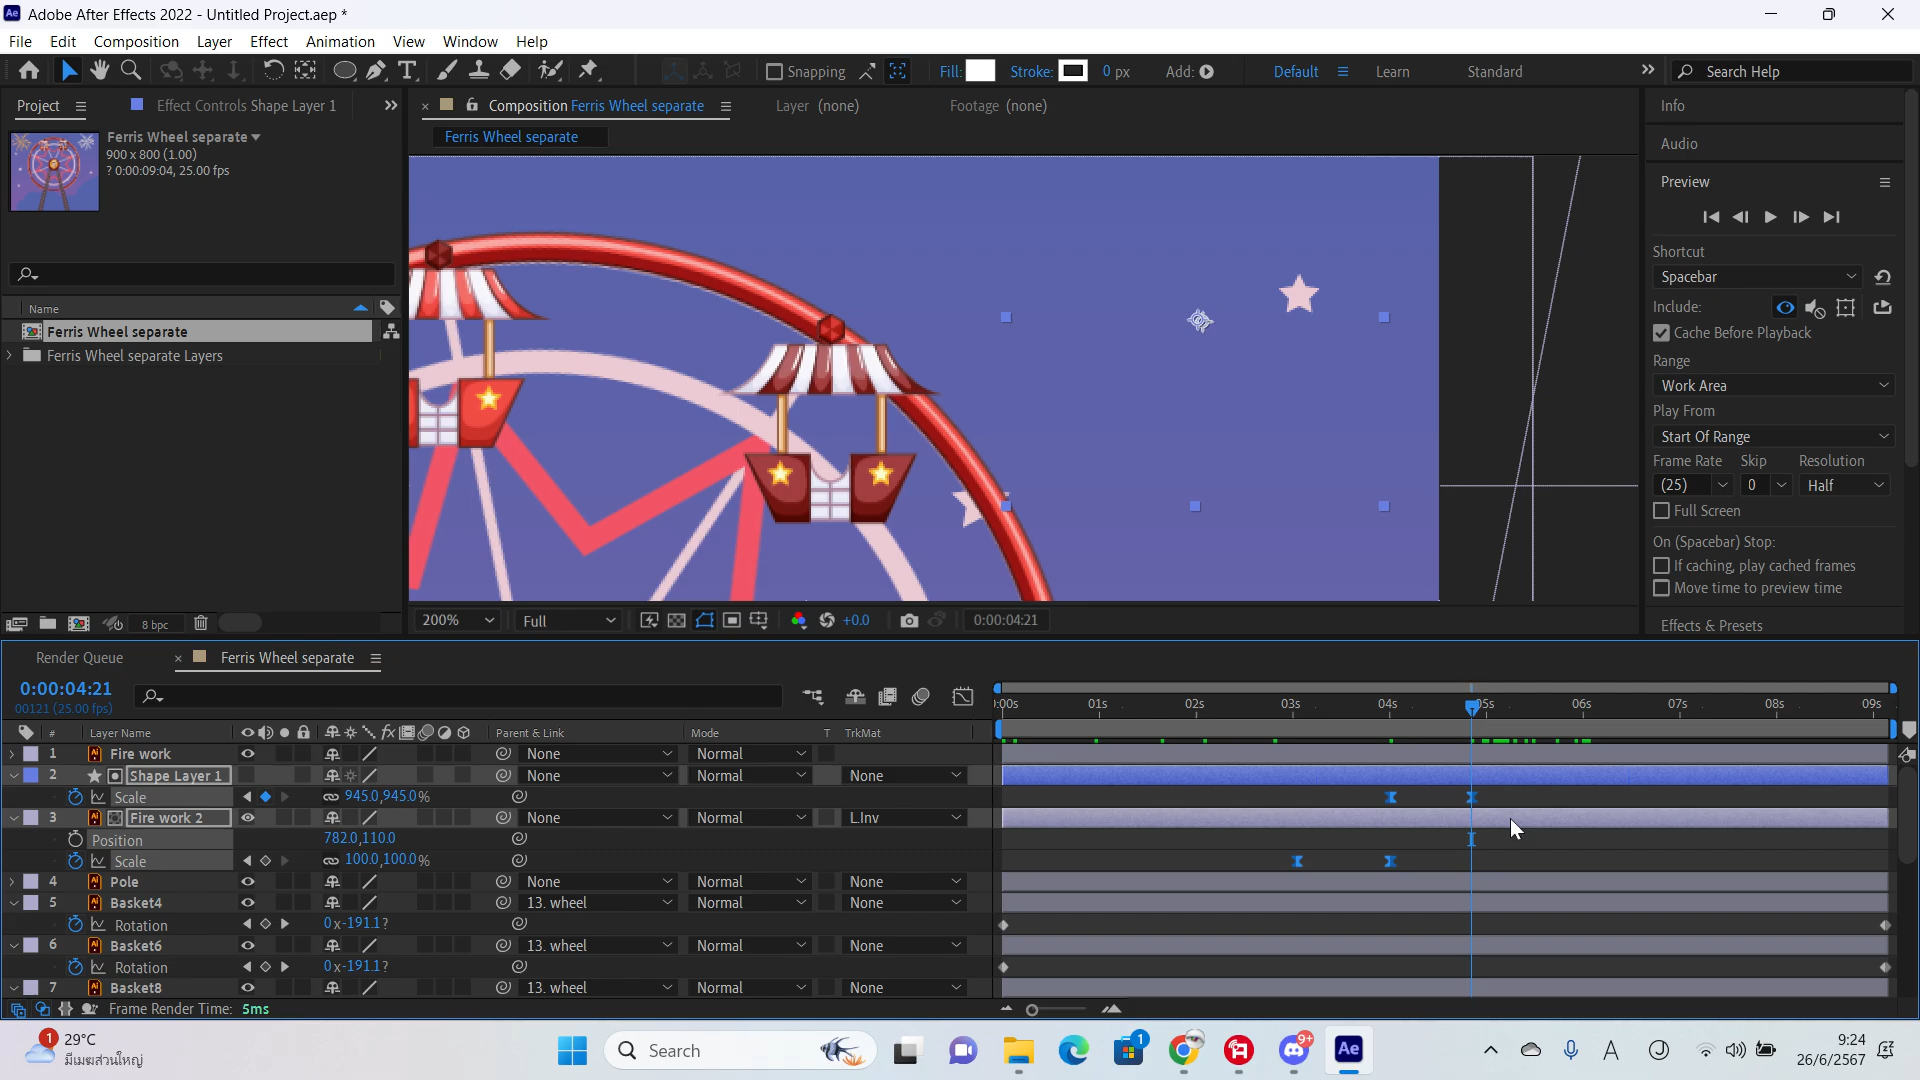 Adobe After Effects 2022 - Untitled Project.aep *
File Edit Composition Layer Effect Animation View Window Help
Snapping Fill: Stroke: 0 px Add: Default Learn Standard Search Help
Project Effect Controls Shape Layer 1 Composition Ferris Wheel separate Layer (none) Footage (none) Info
Ferris Wheel separate
900 x 800 (1.00)
? 0:00:09:04, 25.00 fps
Ferris Wheel separate
Audio
Preview
Shortcut
Spacebar
Include:
Cache Before Playback
Range
Work Area
Play From
Start Of Range
Frame Rate Skip Resolution
(25) 0 Half
Full Screen
On (Spacebar) Stop:
If caching, play cached frames
Move time to preview time
Effects & Presets
Name
Ferris Wheel separate
Ferris Wheel separate Layers
8 bpc
200% Full +0.0 0:00:04:21
Render Queue Ferris Wheel separate
0:00:04:21
00121 (25.00 fps)
:00s 01s 02s 03s 04s 05s 06s 07s 08s 09s
# Layer Name Parent & Link Mode T TrkMat
1 Fire work None Normal
2 Shape Layer 1 None Normal None
Scale 945.0,945.0%
3 Fire work 2 None Normal L.Inv
Position 782.0,110.0
Scale 100.0,100.0%
4 Pole None Normal None
5 Basket4 13. wheel Normal None
Rotation 0x-191.1?
6 Basket6 13. wheel Normal None
Rotation 0x-191.1?
7 Basket8 13. wheel Normal None
Frame Render Time: 5ms
1 29°C
มีเมฆส่วนใหญ่
Search
1
9+
Ae
9:24
26/6/2567